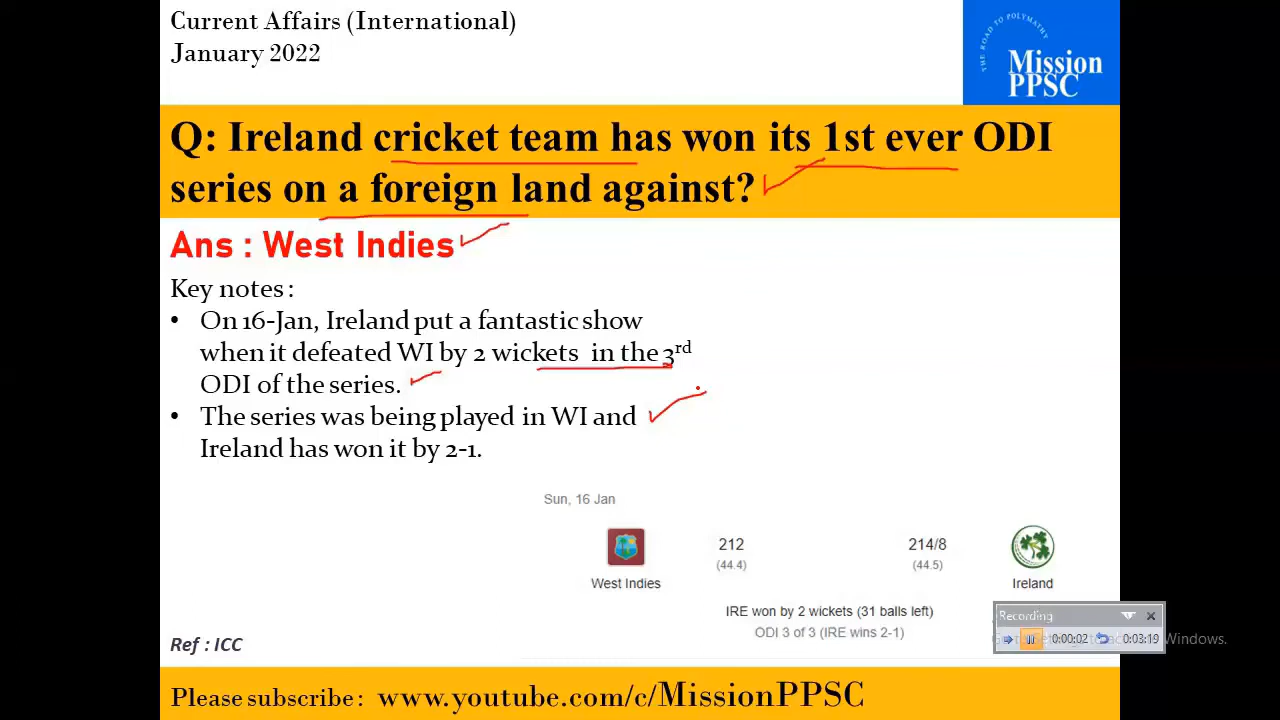 Current Affairs (International)
January 2022
THE ROAD TO POLYMATHY
Mission
PPSC
Q: Ireland cricket team has won its 1st ever ODI
series on a foreign land against?
Ans : West Indies
Key notes :
• On 16-Jan, Ireland put a fantastic show
when it defeated WI by 2 wickets in the 3rd
ODI of the series.
• The series was being played in WI and
Ireland has won it by 2-1.
Sun, 16 Jan
212 214/8
(44.4) (44.5)
West Indies Ireland
IRE won by 2 wickets (31 balls left)
ODI 3 of 3 (IRE wins 2-1)
Recording
0:00:02 0:03:19
Windows.
Ref : ICC
Please subscribe : www.youtube.com/c/MissionPPSC